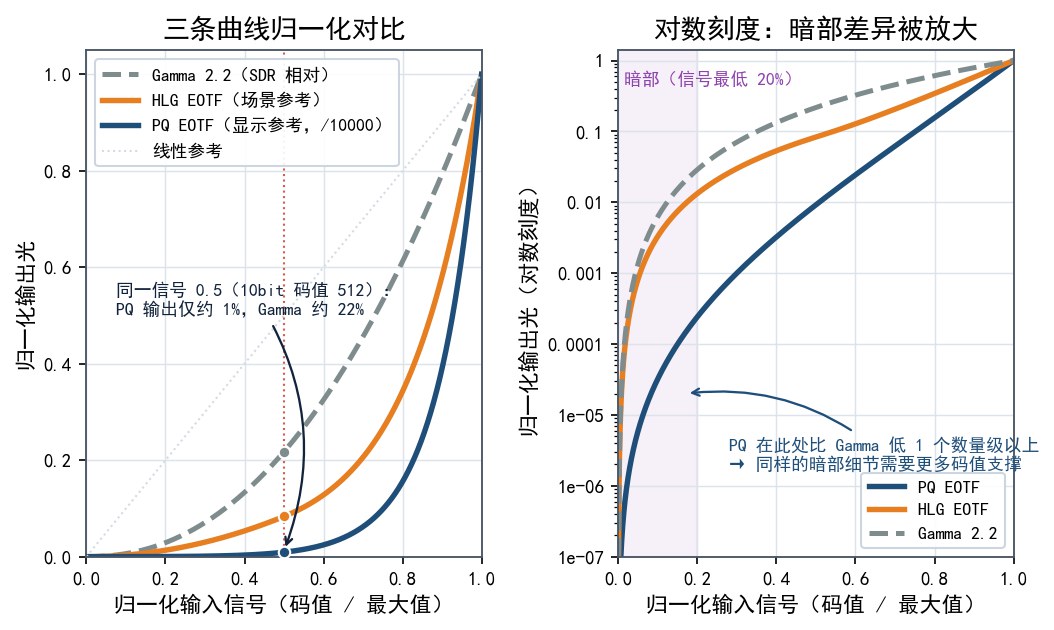 三条曲线归一化对比
1.0
0.8
0.6
0.4
0.2
0.0
归一化输出光
Gamma 2.2（SDR 相对）
HLG EOTF（场景参考）
PQ EOTF（显示参考，/10000）
线性参考
同一信号 0.5（10bit 码值 512）：
PQ 输出仅约 1%，Gamma 约 22%
0.0 0.2 0.4 0.6 0.8 1.0
归一化输入信号（码值 / 最大值）
对数刻度：暗部差异被放大
1
0.1
0.01
0.001
0.0001
1e-05
1e-06
1e-07
归一化输出光（对数刻度）
暗部（信号最低 20%）
PQ 在此处比 Gamma 低 1 个数量级以上
→ 同样的暗部细节需要更多码值支撑
PQ EOTF
HLG EOTF
Gamma 2.2
0.0 0.2 0.4 0.6 0.8 1.0
归一化输入信号（码值 / 最大值）